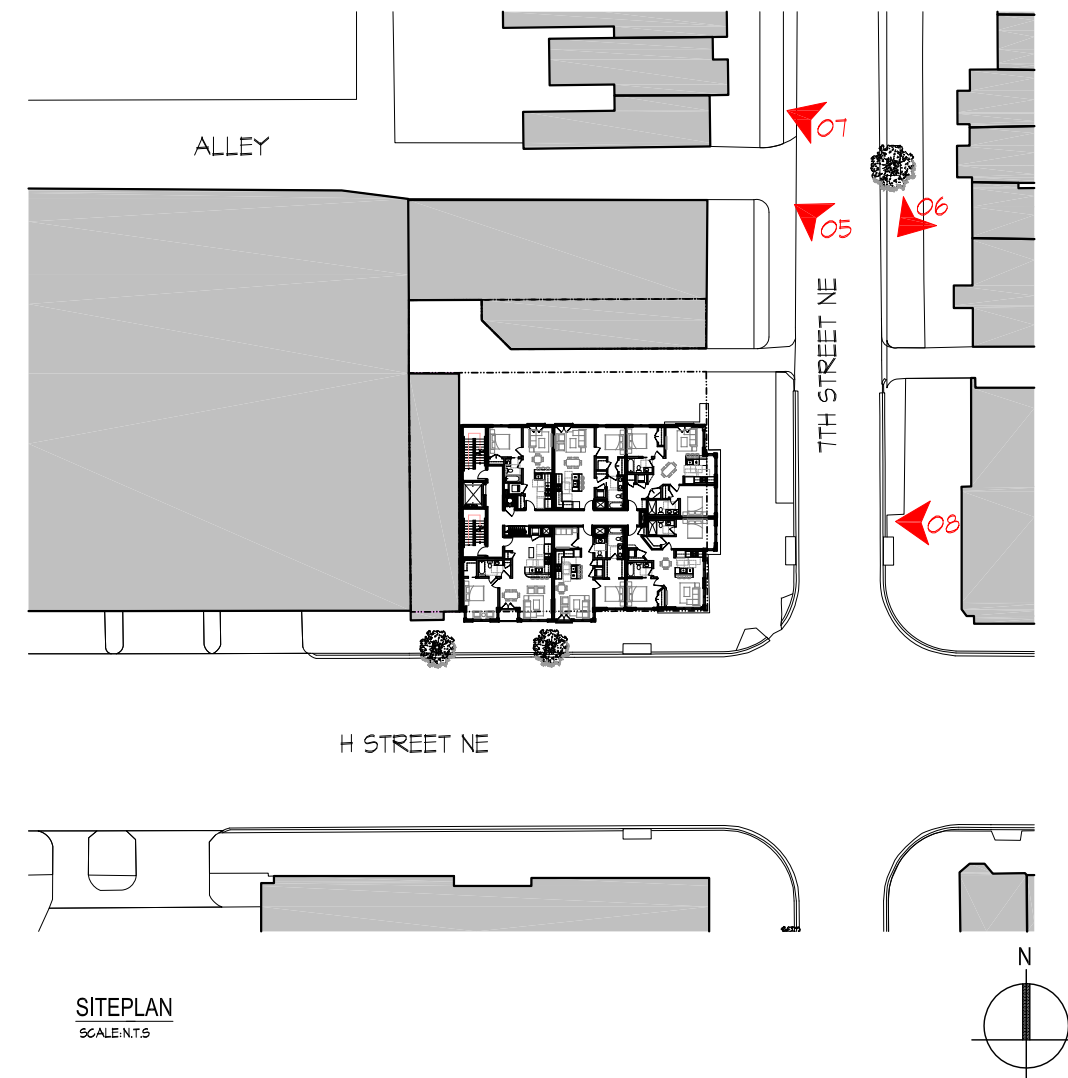 ALLEY
07
06
05
7TH STREET NE
08
H STREET NE
N
SITEPLAN
SCALE:N.T.S